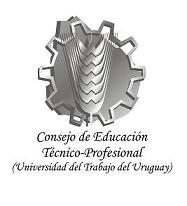 Consejo de Educación
Técnico-Profesional
(Universidad del Trabajo del Uruguay)